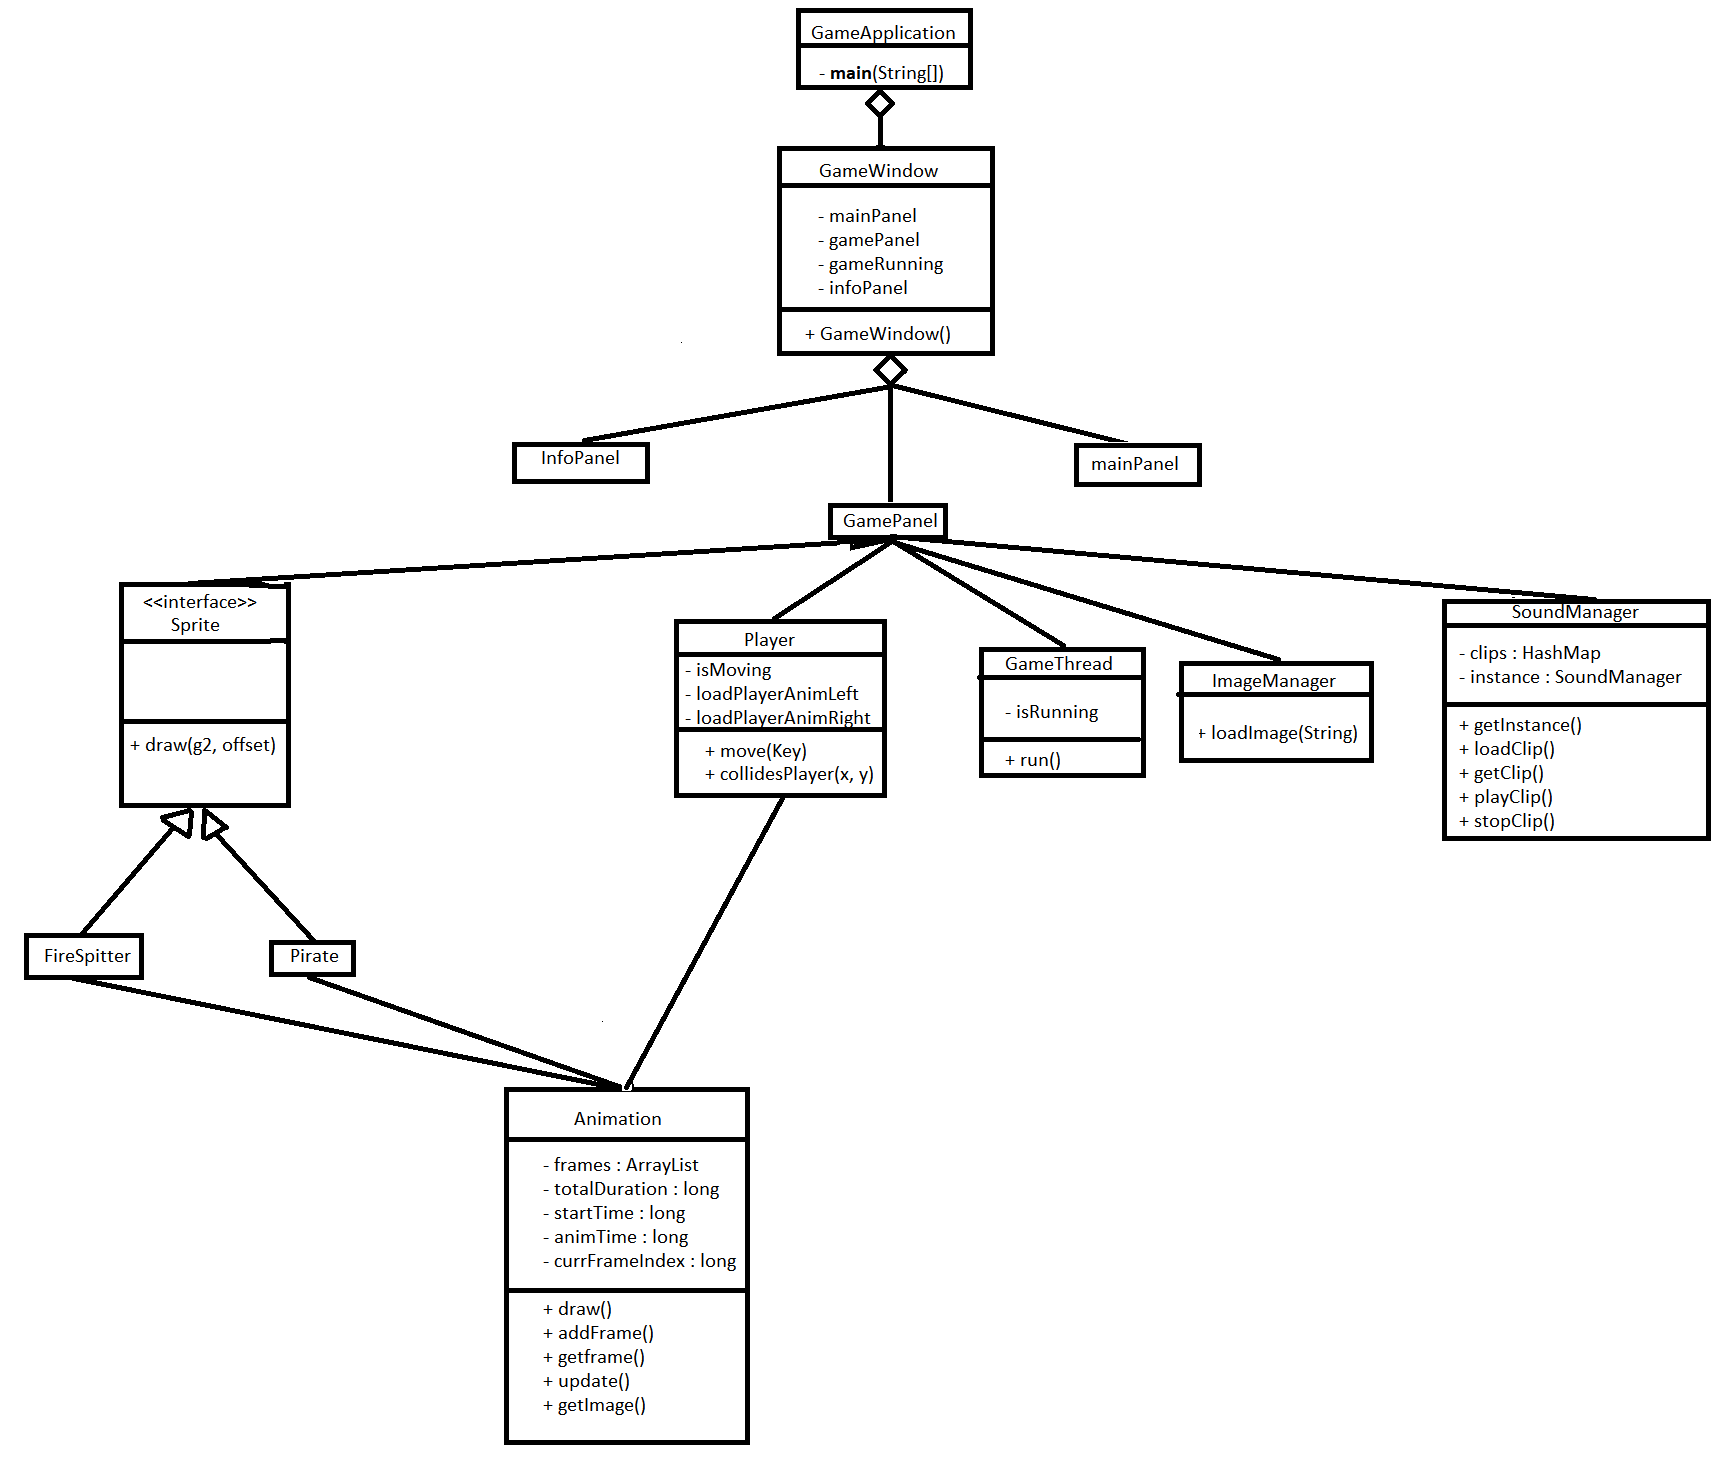 GameApplication
- main(String[])
GameWindow
- mainPanel
- gamePanel
- gameRunning
- infoPanel
+ GameWindow()
InfoPanel
mainPanel
GamePanel
<<interface>>
Sprite
+ draw(g2, offset)
Player
- isMoving
- loadPlayerAnimLeft
- loadPlayerAnimRight
+ move(Key)
+ collidesPlayer(x, y)
GameThread
- isRunning
+ run()
ImageManager
+ loadImage(String)
SoundManager
- clips : HashMap
- instance : SoundManager
+ getInstance()
+ loadClip()
+ getClip()
+ playClip()
+ stopClip()
FireSpitter
Pirate
Animation
- frames : ArrayList
- totalDuration : long
- startTime : long
- animTime : long
- currFrameIndex : long
+ draw()
+ addFrame()
+ getframe()
+ update()
+ getImage()